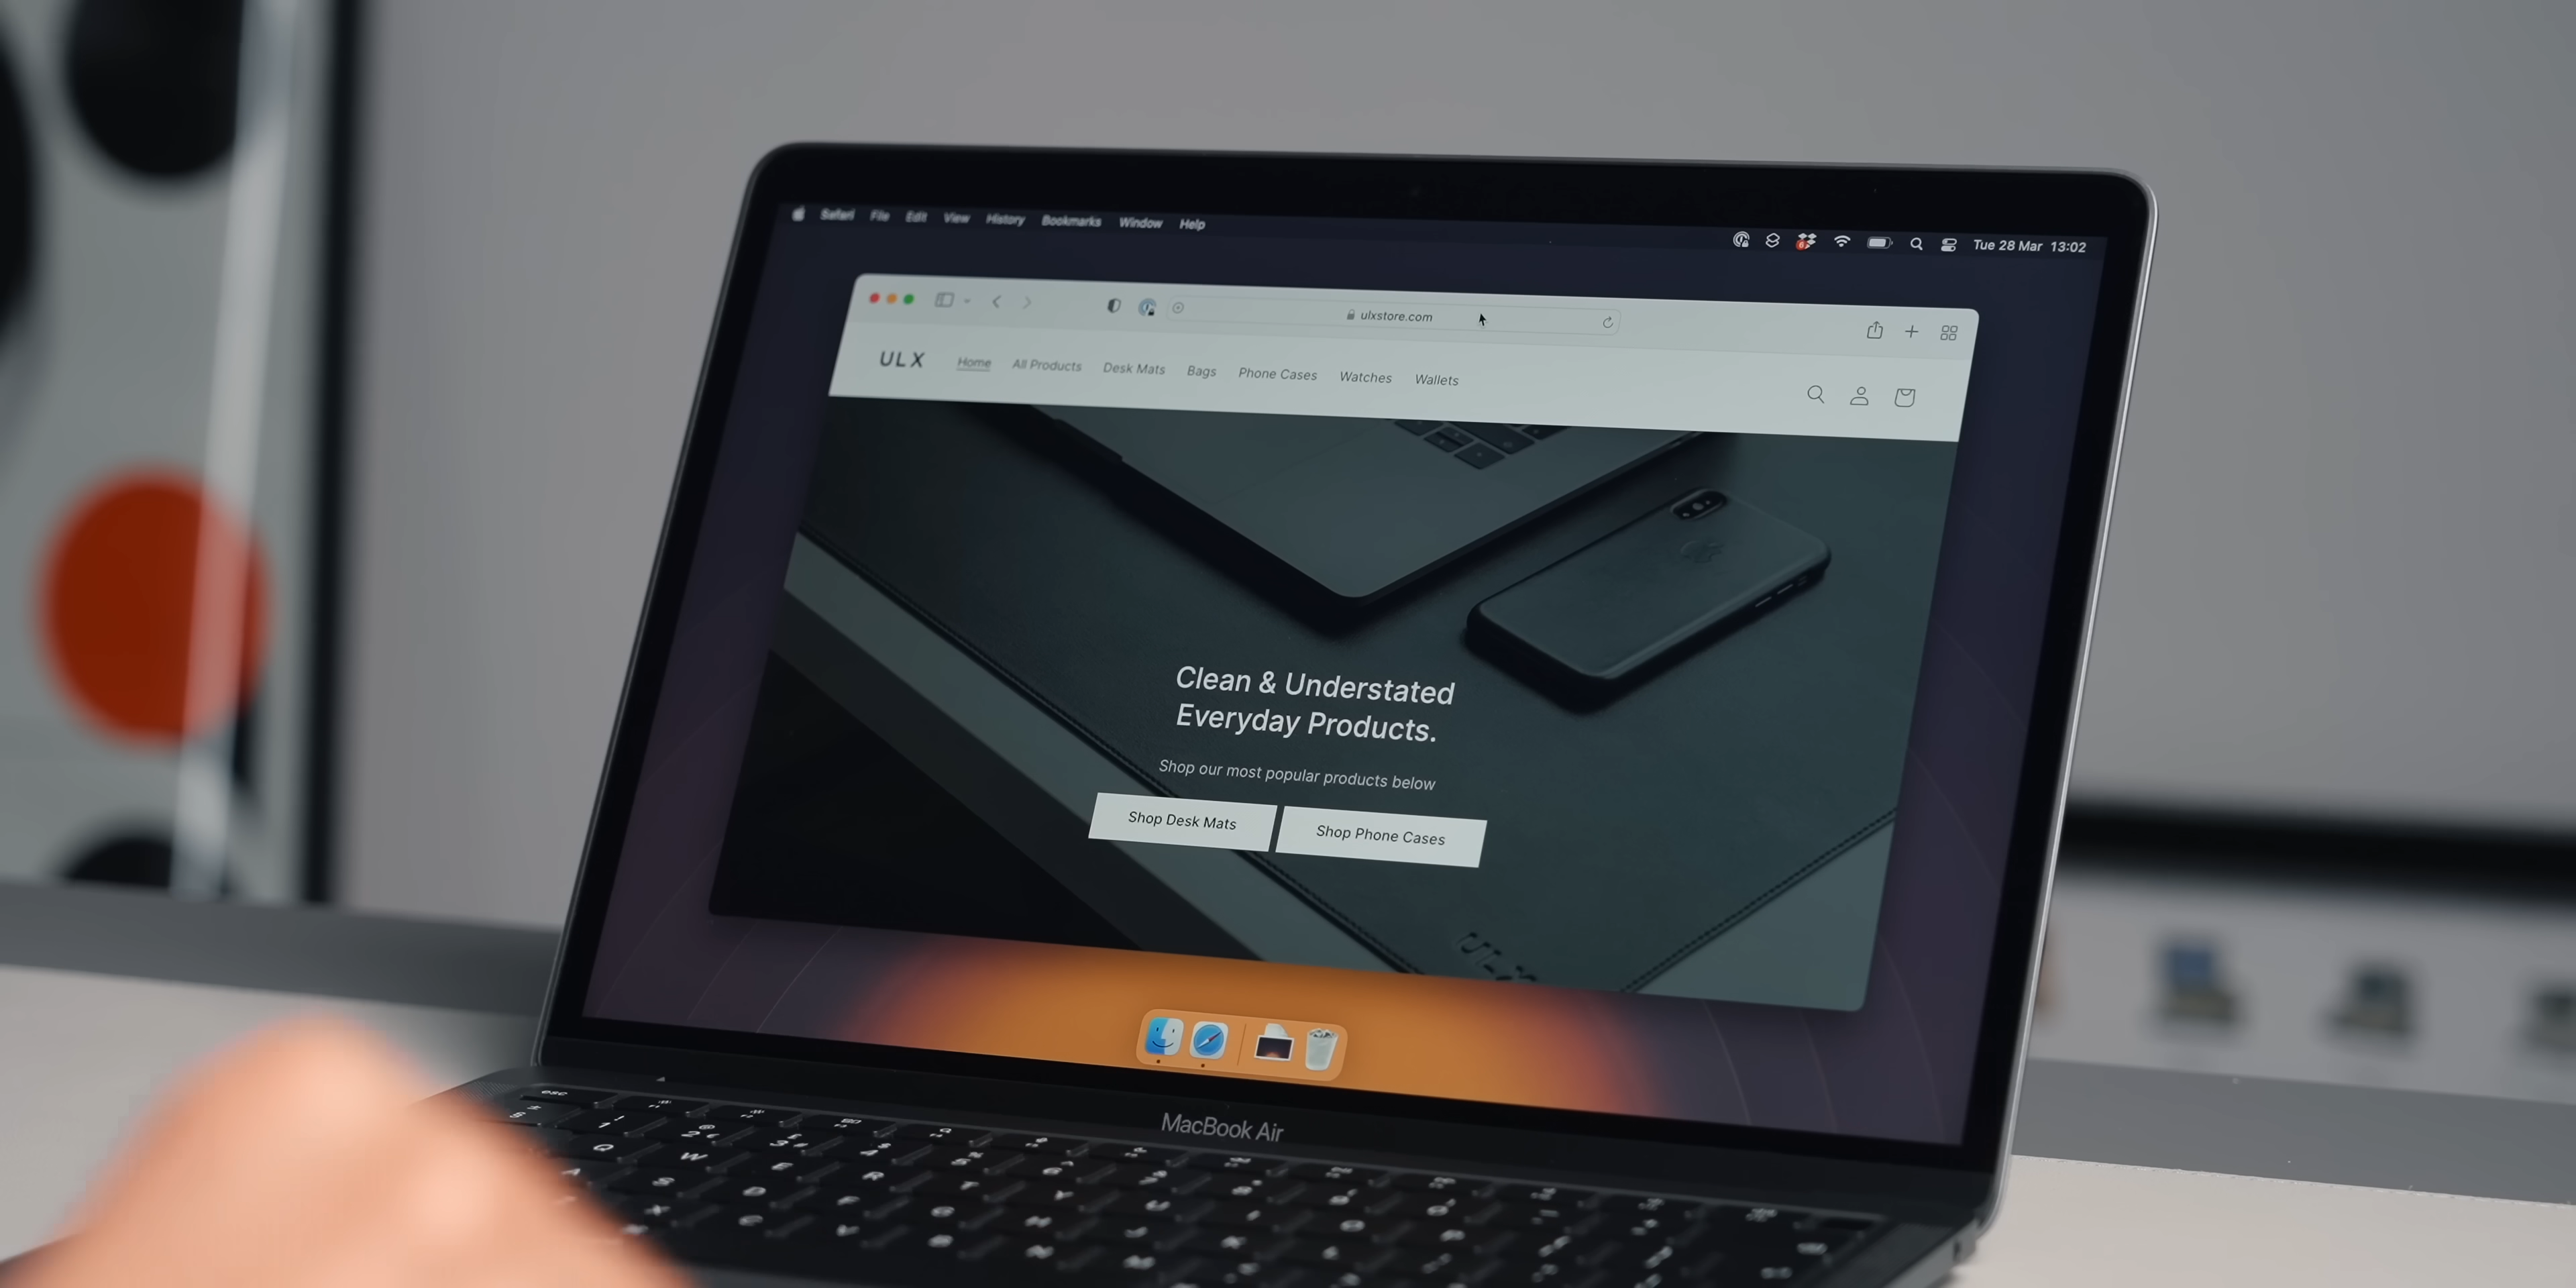 Safari File Edit View History Bookmarks Window Help
Tue 28 Mar 13:02
ulxstore.com
ULX Home All Products Desk Mats Bags Phone Cases Watches Wallets
Clean & Understated
Everyday Products.
Shop our most popular products below
Shop Desk Mats Shop Phone Cases
ULX
MacBook Air
esc
Q W E R T Y U
A S D F G H J K L
X C V B N M